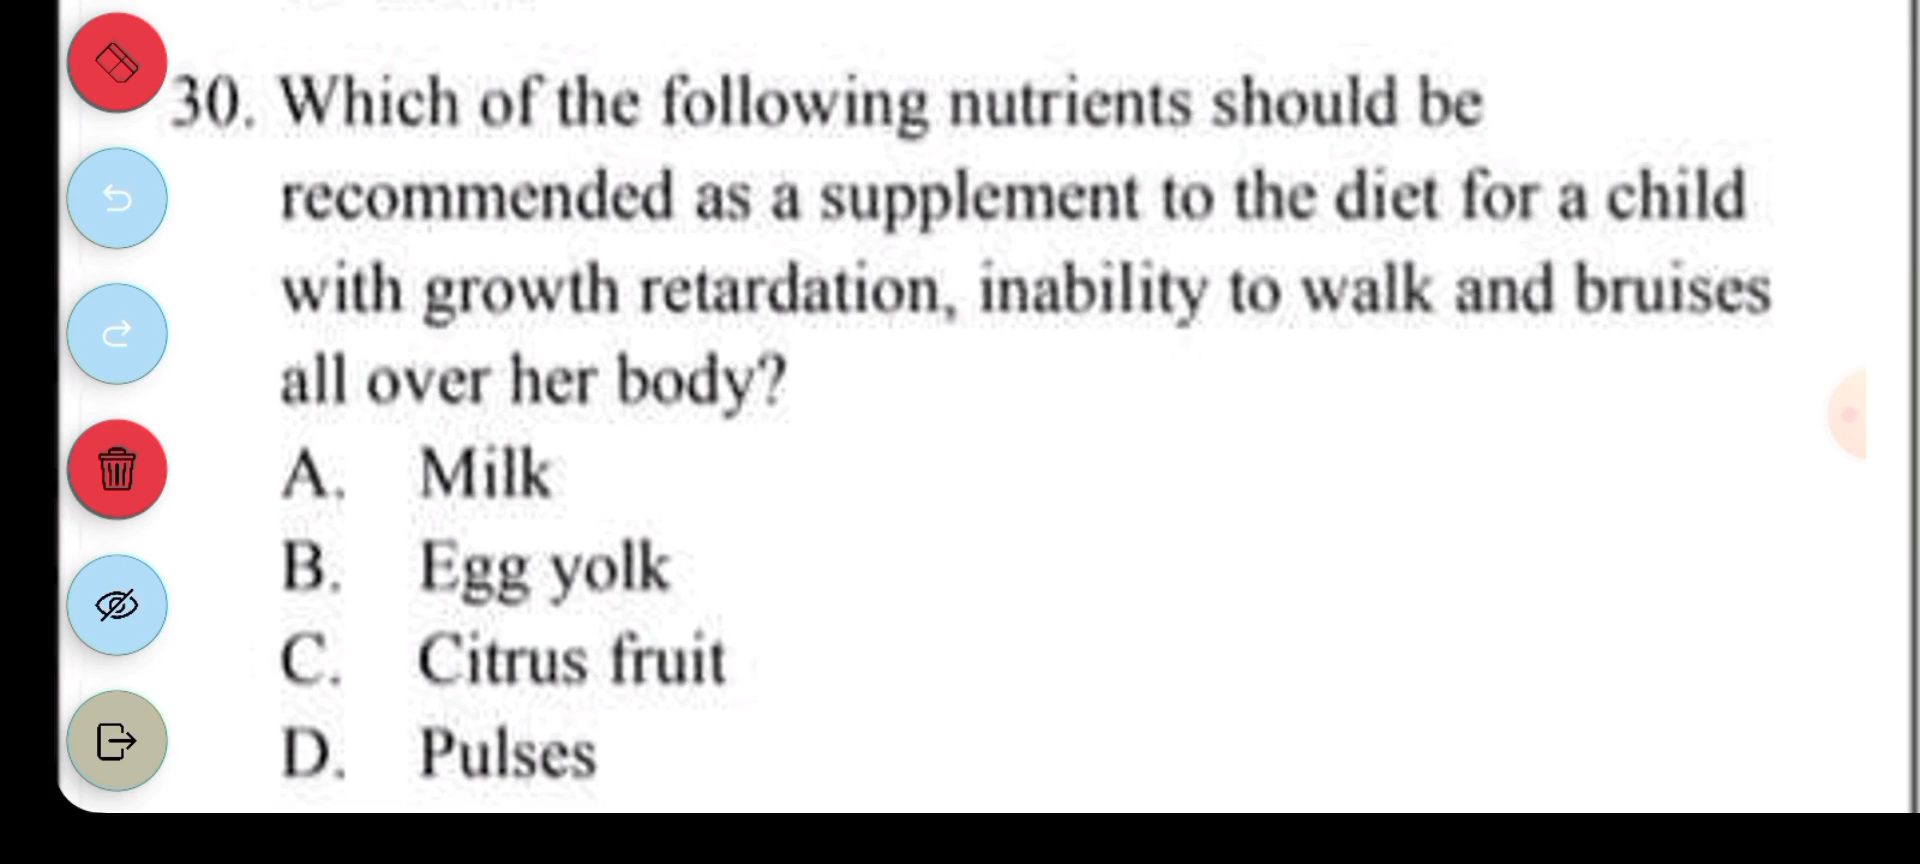 30. Which of the following nutrients should be
recommended as a supplement to the diet for a child
with growth retardation, inability to walk and bruises
all over her body?
A. Milk
B. Egg yolk
C. Citrus fruit
D. Pulses